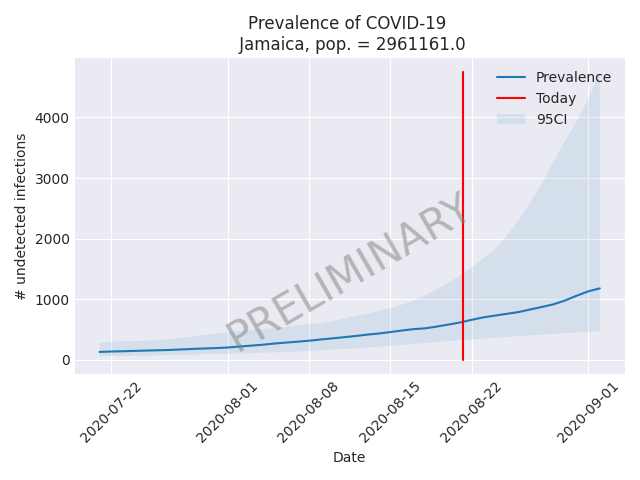 Prevalence of COVID-19
Jamaica, pop. = 2961161.0
Prevalence
Today
95CI
4000
3000
2000
1000
0
# undetected infections
PRELIMINARY
2020-07-22
2020-08-01
2020-08-08
2020-08-15
2020-08-22
2020-09-01
Date